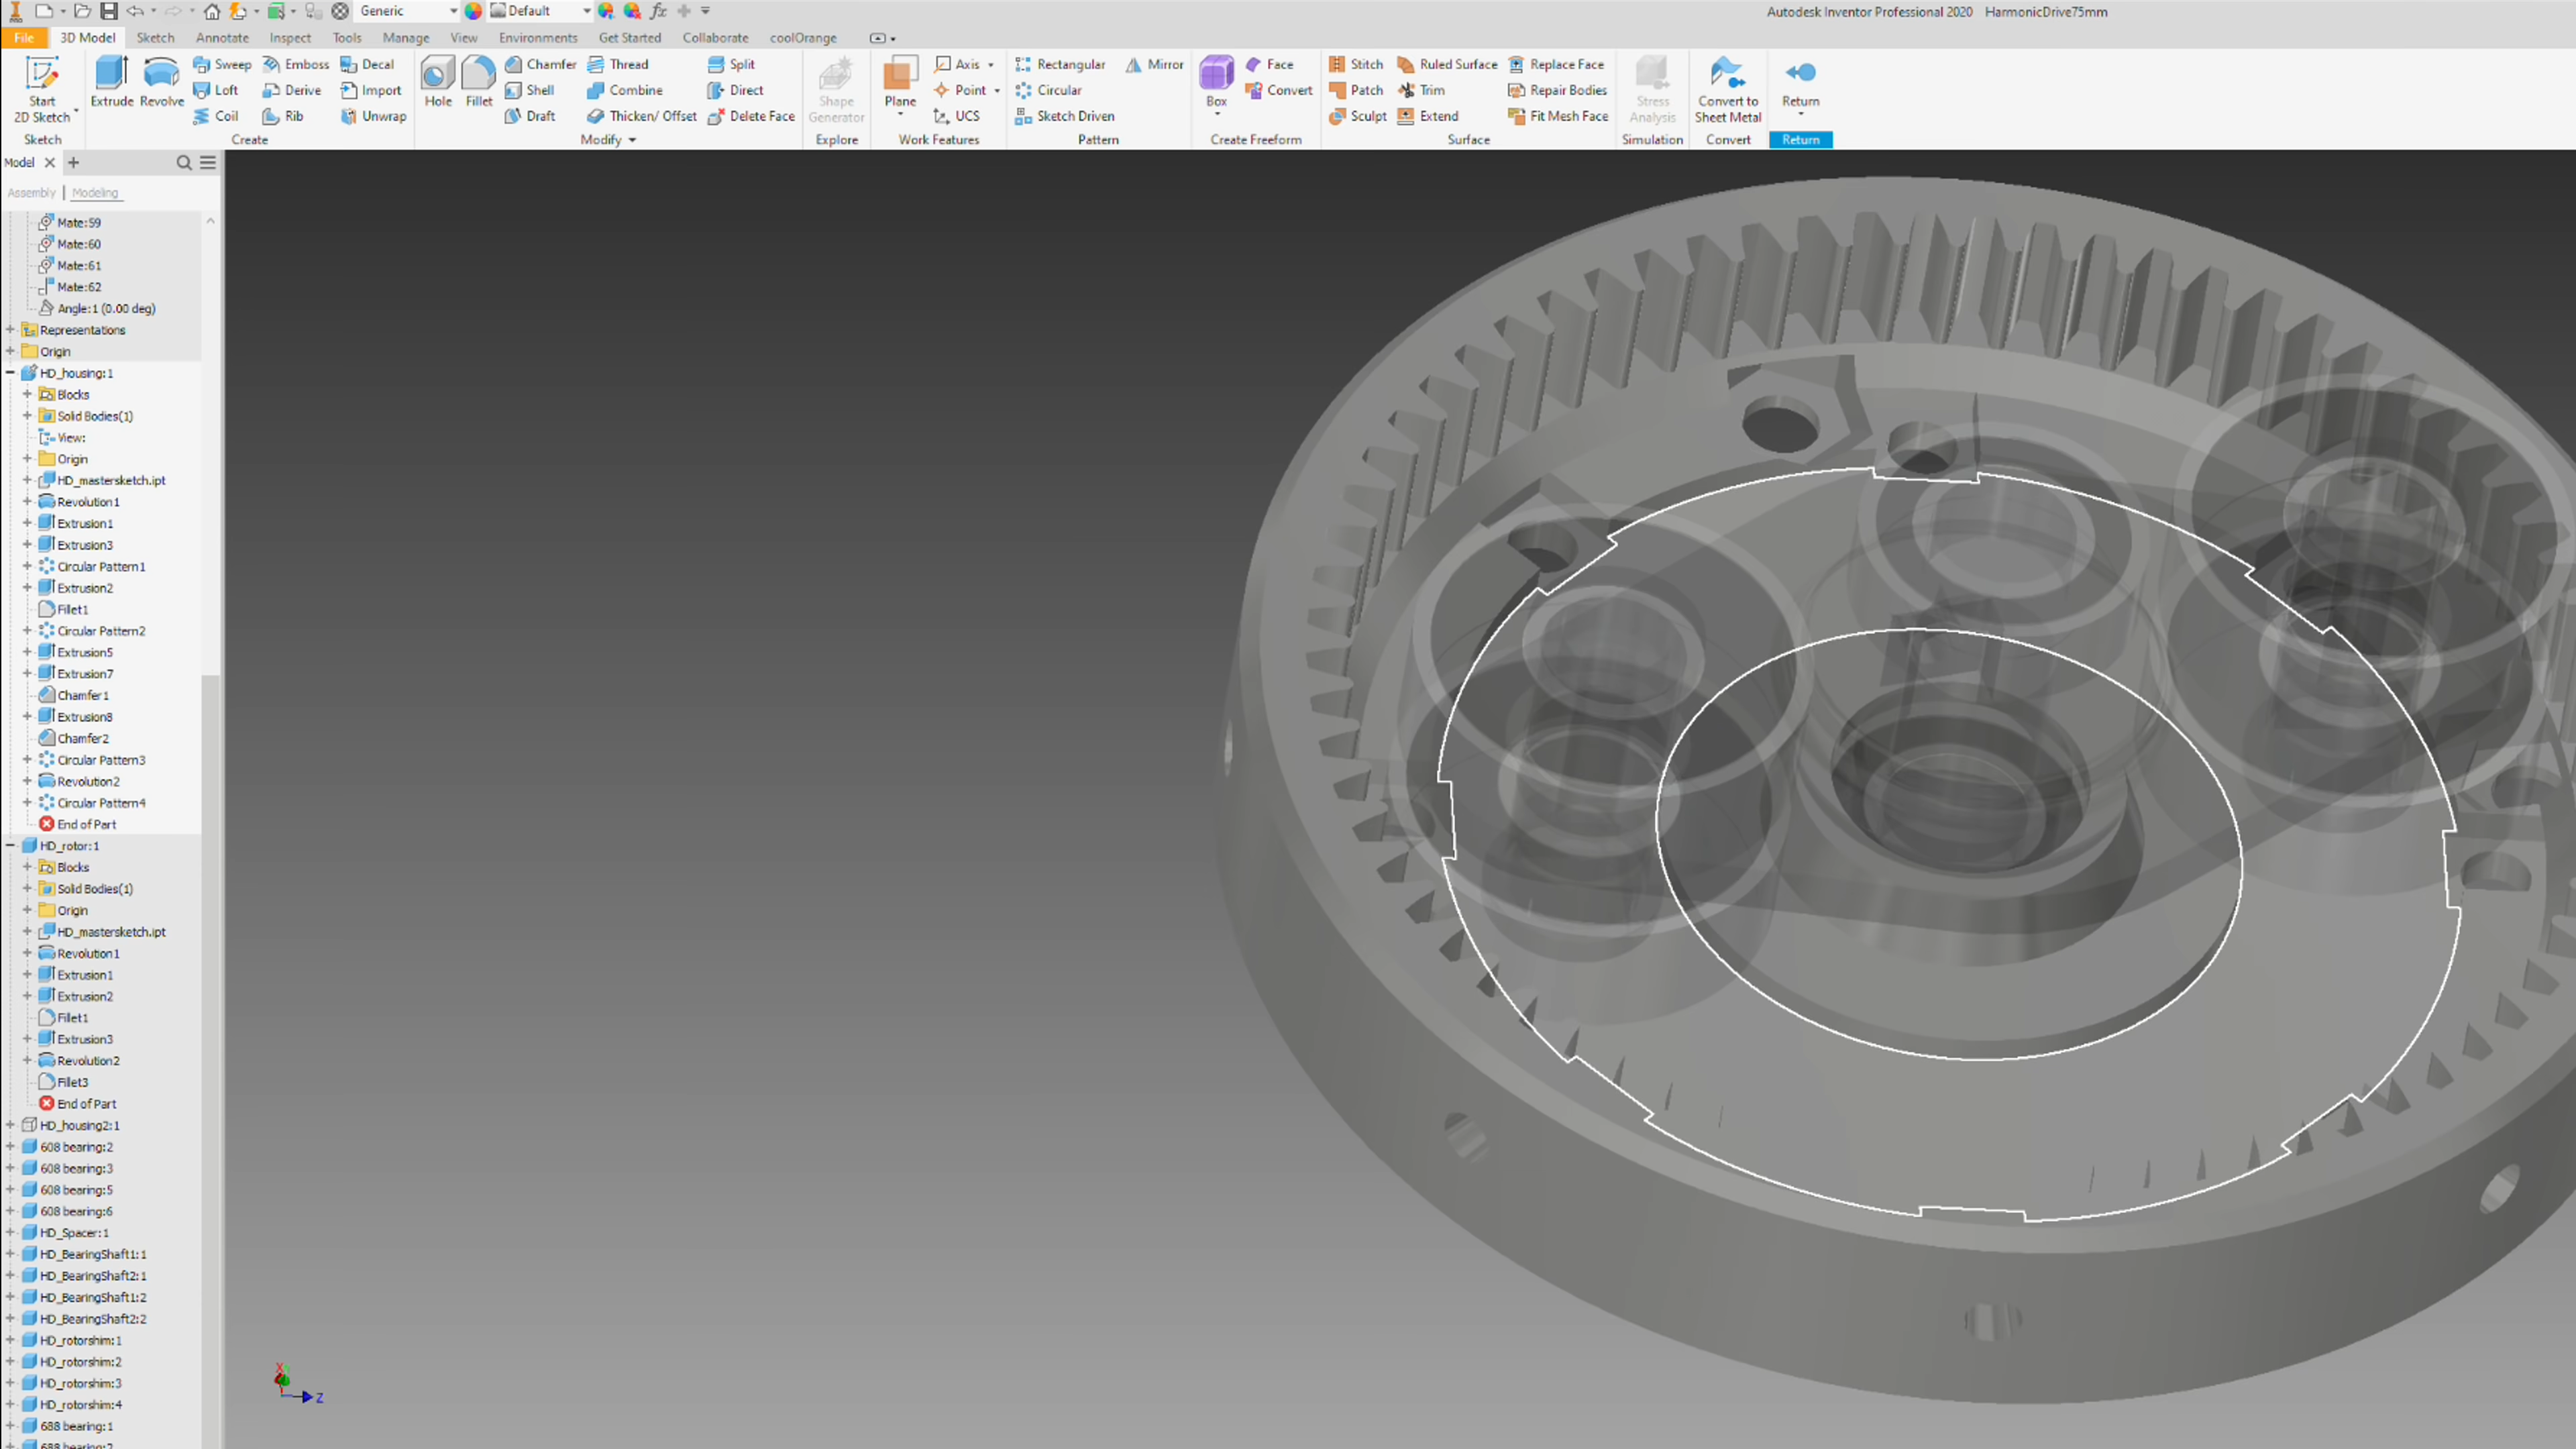 Generic
Default
fx
Autodesk Inventor Professional 2020 HarmonicDrive75mm
File 3D Model Sketch Annotate Inspect Tools Manage View Environments Get Started Collaborate coolOrange
Start 2D Sketch
Sketch
Extrude Revolve Sweep Emboss Decal
Loft Derive Import
Coil Rib Unwrap
Create
Hole Fillet Chamfer Thread Split
Shell Combine Direct
Draft Thicken/ Offset Delete Face
Modify
Shape Generator
Explore
Plane Axis
Point
UCS
Work Features
Rectangular Mirror
Circular
Sketch Driven
Pattern
Box Face
Convert
Create Freeform
Stitch Ruled Surface Replace Face
Patch Trim Repair Bodies
Sculpt Extend Fit Mesh Face
Surface
Stress Analysis
Simulation
Convert to Sheet Metal
Convert
Return
Return
Model
Assembly | Modeling
Mate:59
Mate:60
Mate:61
Mate:62
Angle:1 (0.00 deg)
Representations
Origin
HD_housing:1
Blocks
Solid Bodies(1)
View:
Origin
HD_mastersketch.ipt
Revolution1
Extrusion1
Extrusion3
Circular Pattern1
Extrusion2
Fillet1
Circular Pattern2
Extrusion5
Extrusion7
Chamfer1
Extrusion8
Chamfer2
Circular Pattern3
Revolution2
Circular Pattern4
End of Part
HD_rotor:1
Blocks
Solid Bodies(1)
Origin
HD_mastersketch.ipt
Revolution1
Extrusion1
Extrusion2
Fillet1
Extrusion3
Revolution2
Fillet3
End of Part
HD_housing2:1
608 bearing:2
608 bearing:3
608 bearing:5
608 bearing:6
HD_Spacer:1
HD_BearingShaft1:1
HD_BearingShaft2:1
HD_BearingShaft1:2
HD_BearingShaft2:2
HD_rotorshim:1
HD_rotorshim:2
HD_rotorshim:3
HD_rotorshim:4
688 bearing:1
688 bearing:2
X
Z